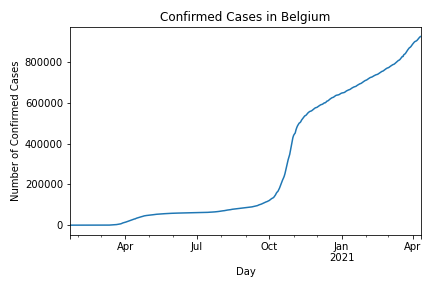 Confirmed Cases in Belgium
Number of Confirmed Cases
800000
600000
400000
200000
0
Apr
Jul
Oct
Jan
2021
Apr
Day